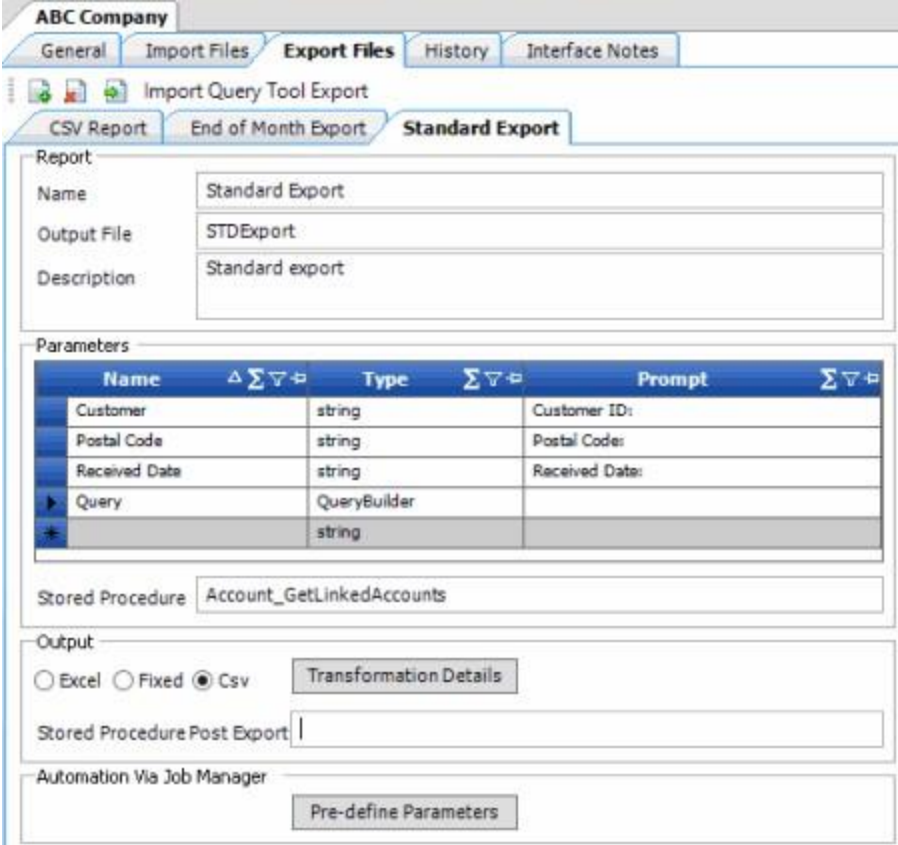 ABC Company
General Import Files Export Files History Interface Notes
Import Query Tool Export
CSV Report End of Month Export Standard Export
Report
Name Standard Export
Output File STDExport
Description Standard export
Parameters
Name Σ Type Σ Prompt Σ
Customer string Customer ID:
Postal Code string Postal Code:
Received Date string Received Date:
Query QueryBuilder
* string
Stored Procedure Account_GetLinkedAccounts
Output
Excel Fixed Csv Transformation Details
Stored Procedure Post Export
Automation Via Job Manager
Pre-define Parameters